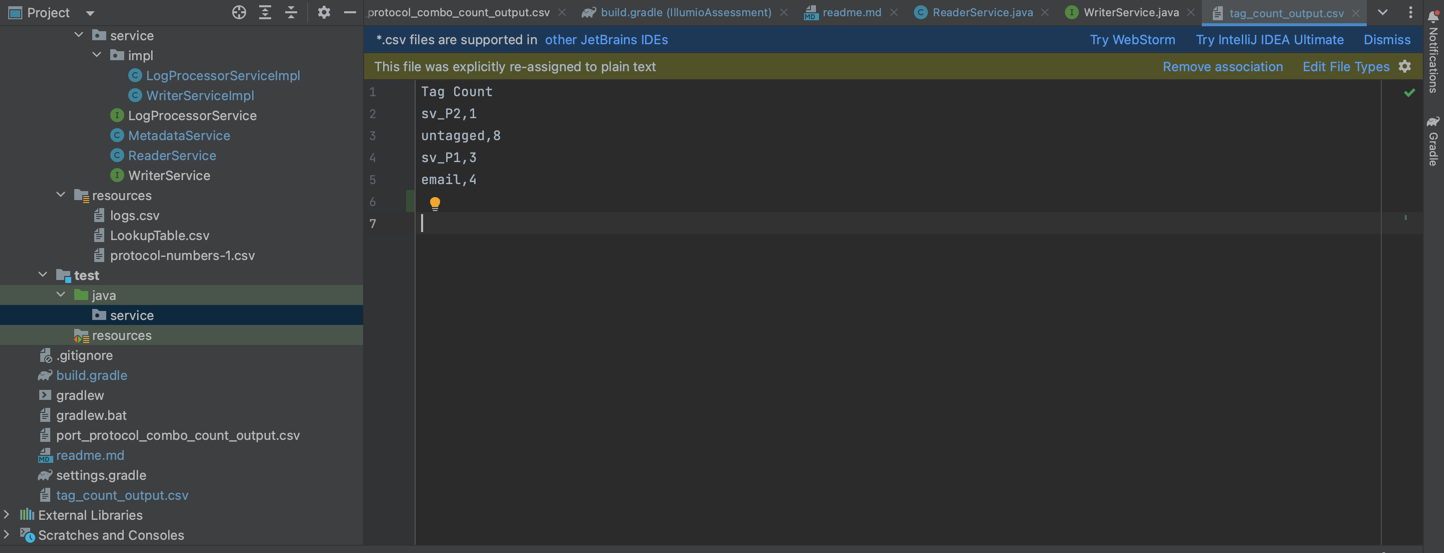 Project
service
impl
LogProcessorServiceImpl
WriterServiceImpl
LogProcessorService
MetadataService
ReaderService
WriterService
resources
logs.csv
LookupTable.csv
protocol-numbers-1.csv
test
java
service
resources
.gitignore
build.gradle
gradlew
gradlew.bat
port_protocol_combo_count_output.csv
readme.md
settings.gradle
tag_count_output.csv
External Libraries
Scratches and Consoles
protocol_combo_count_output.csv build.gradle (IllumioAssessment) readme.md ReaderService.java WriterService.java tag_count_output.csv
*.csv files are supported in other JetBrains IDEs Try WebStorm Try IntelliJ IDEA Ultimate Dismiss
This file was explicitly re-assigned to plain text Remove association Edit File Types
1 Tag Count
2 sv_P2,1
3 untagged,8
4 sv_P1,3
5 email,4
6
7
Notifications
Gradle